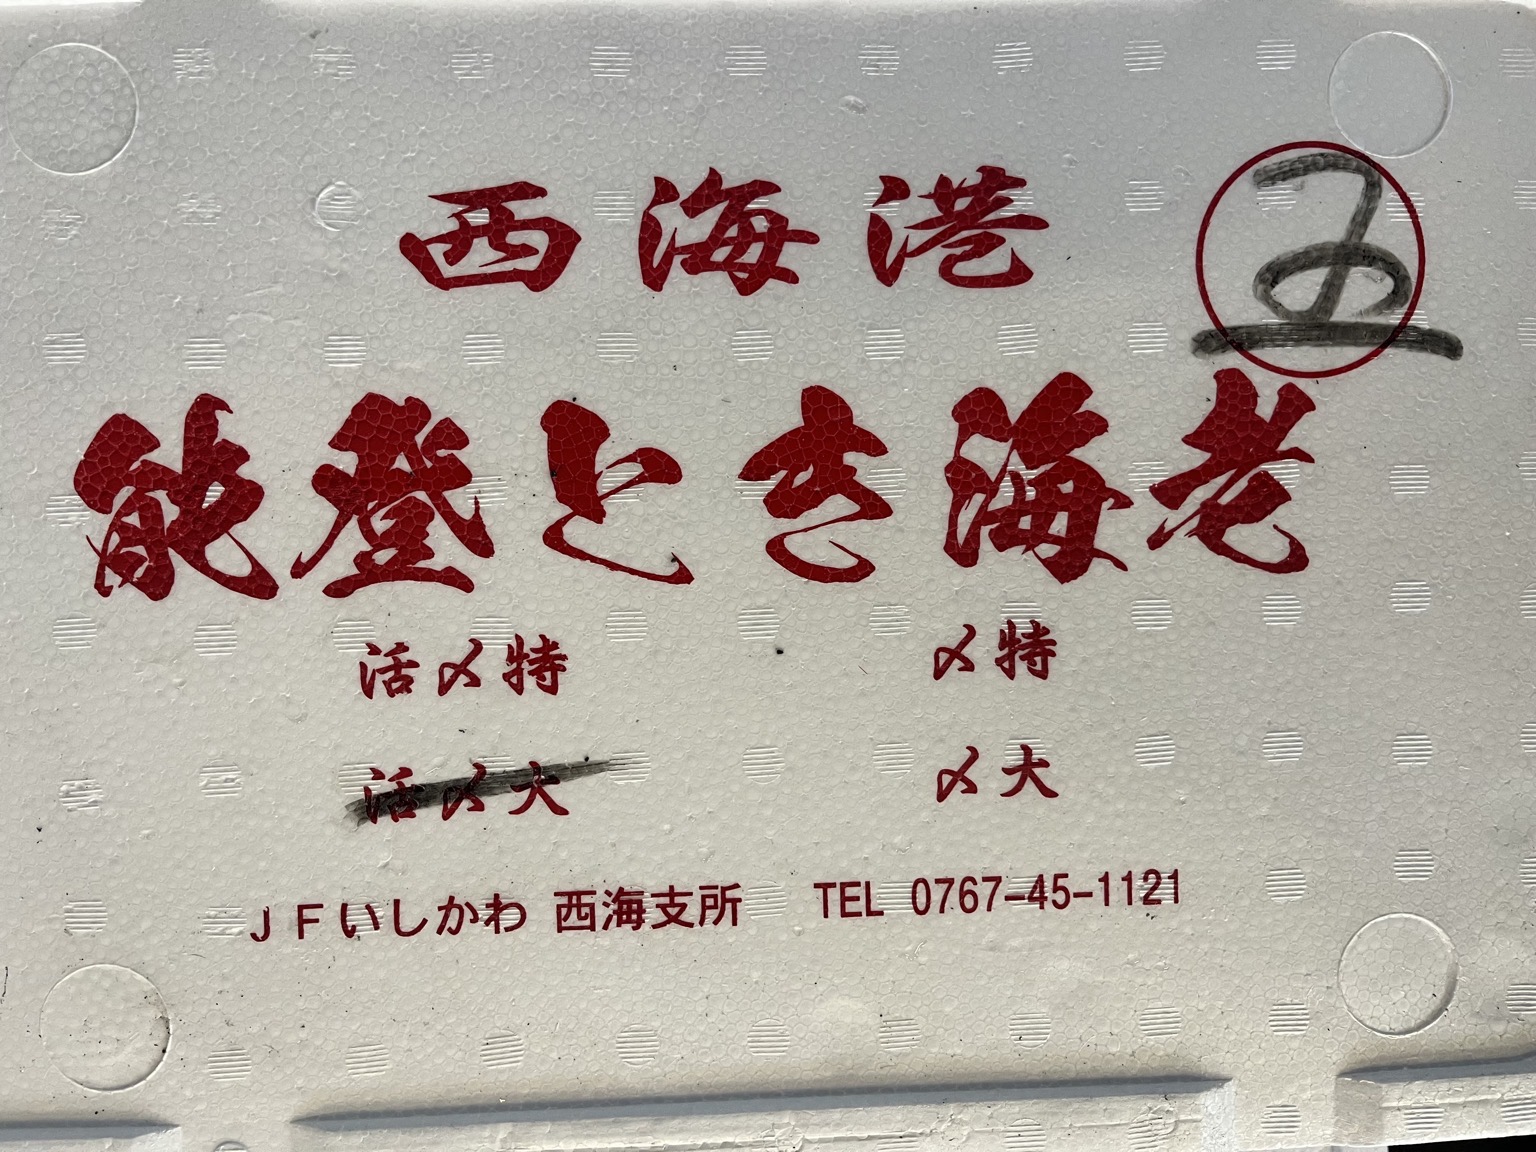 西海港
能登とき海老
活〆特 〆特
活〆大 〆大
JFいしかわ 西海支所 TEL 0767-45-1121